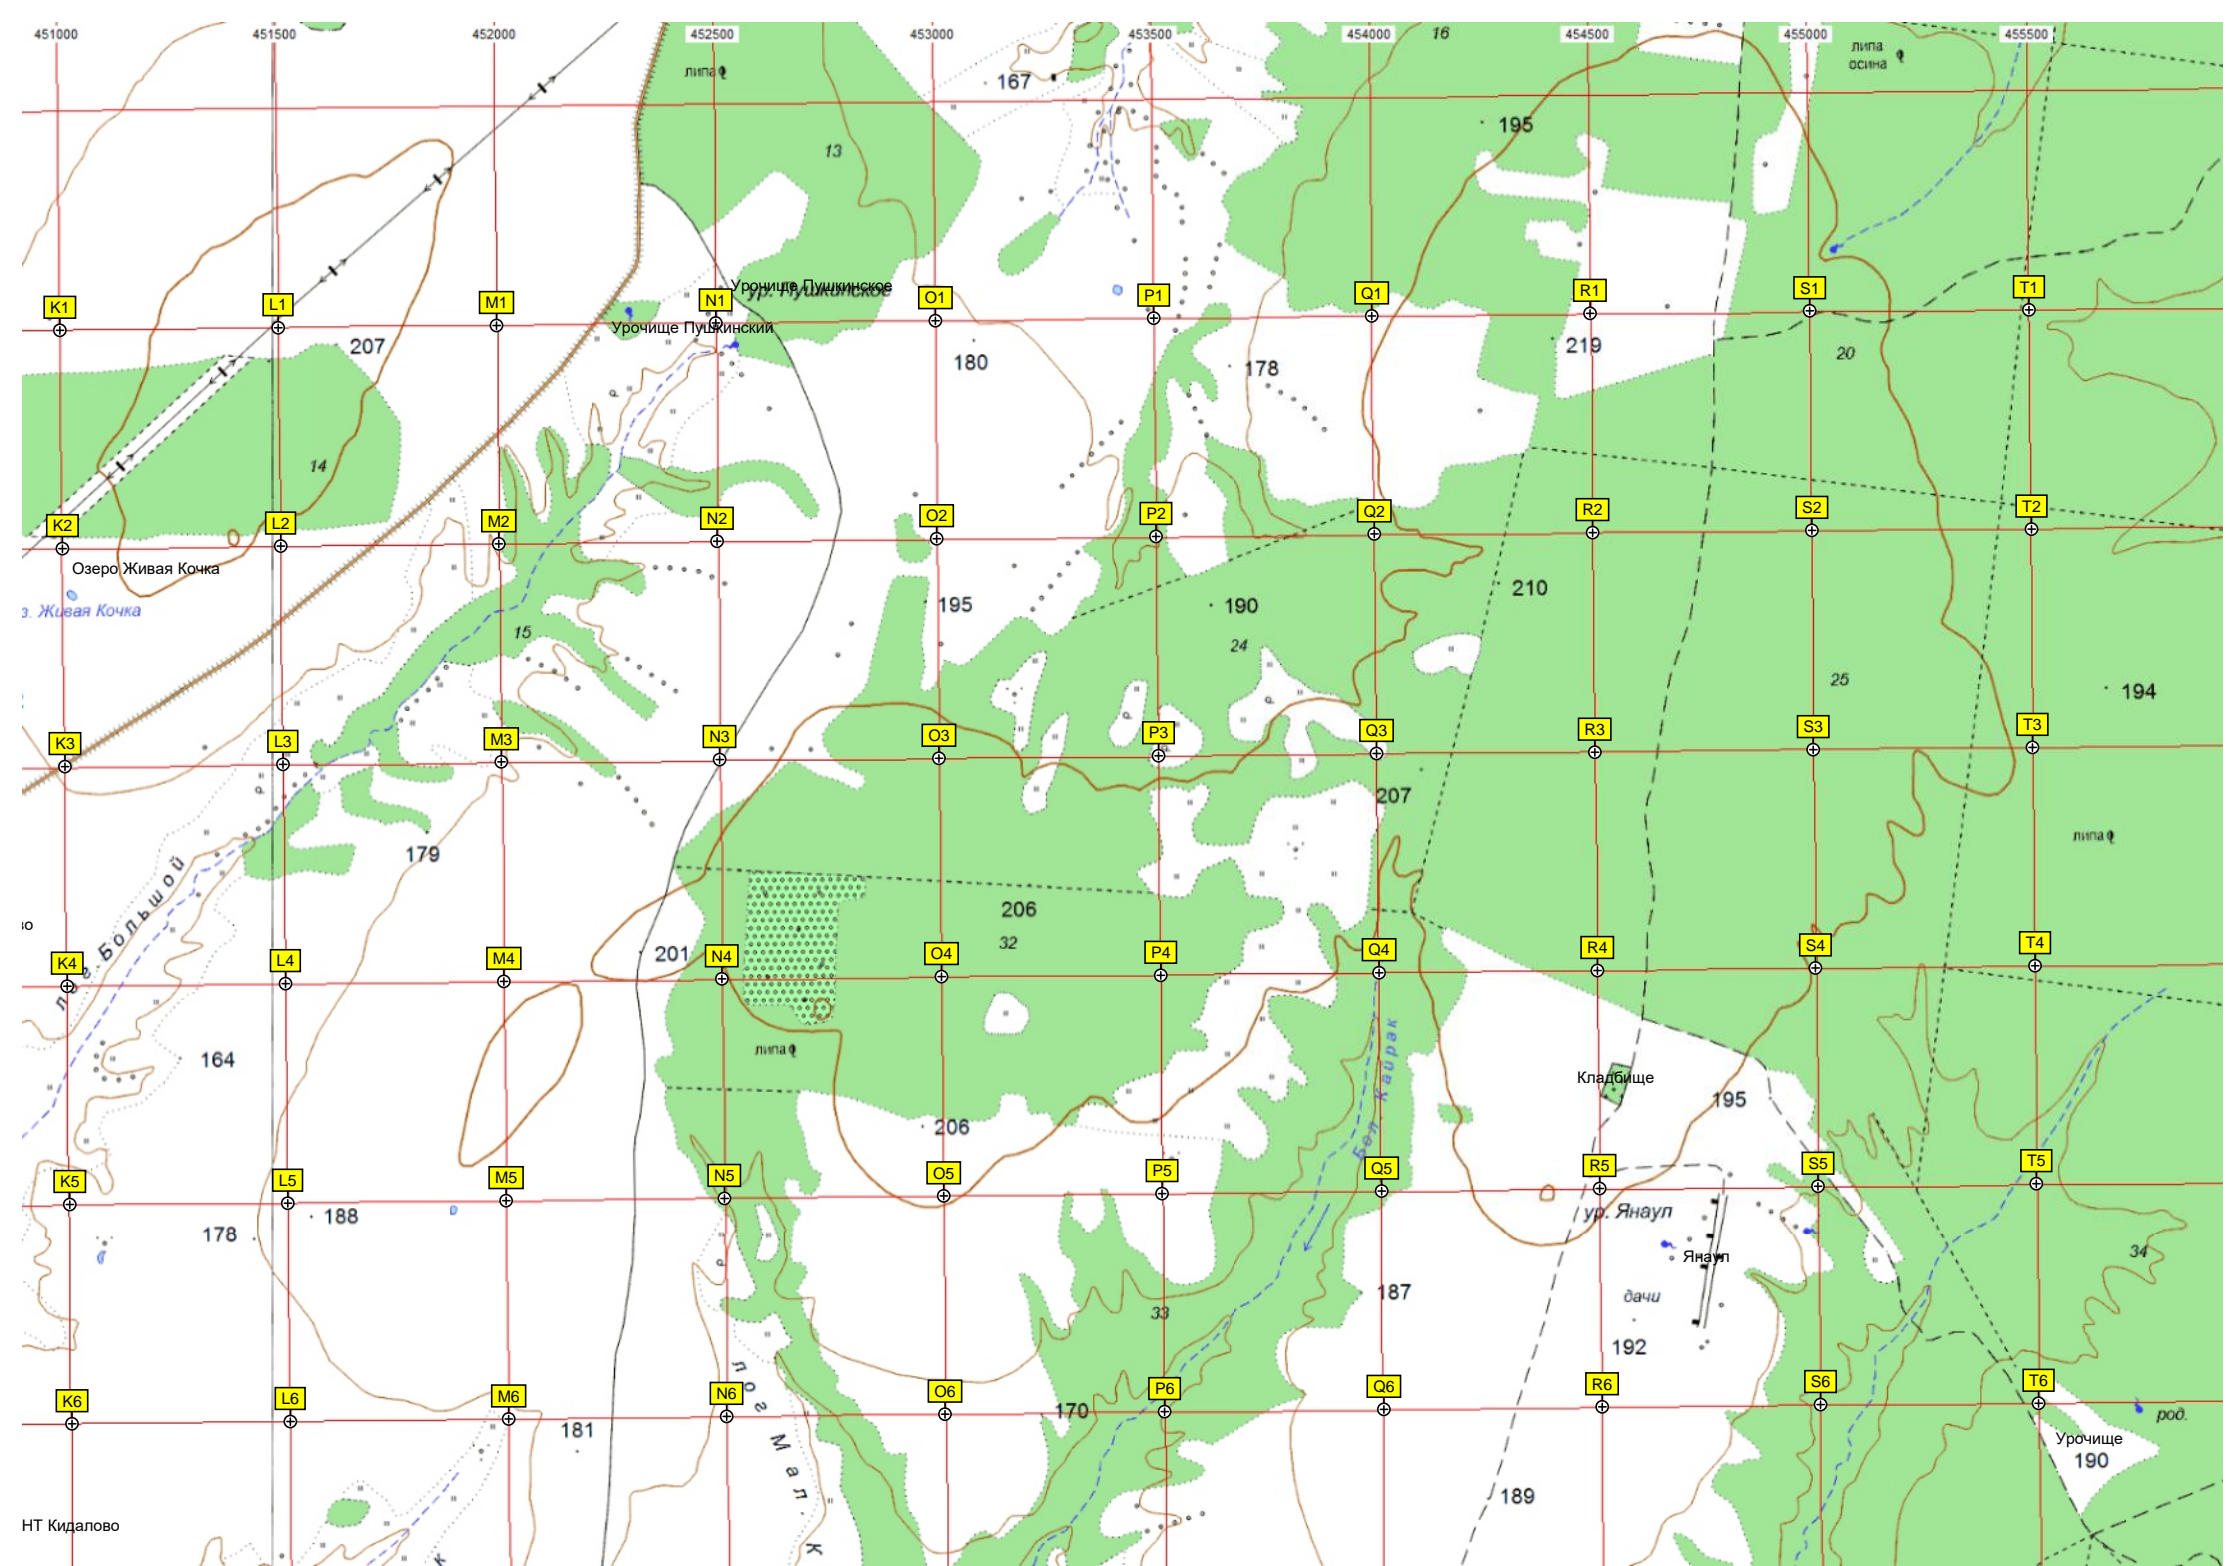 451000 451500 452000 452500 453000 453500 454000 454500 455000 455500
16
липа
осина
липа
167
195
13
K1 L1 M1 N1 O1 P1 Q1 R1 S1 T1
Урочище Пушкинское
ур. Пушкинское
Урочище Пушкинский
207
180
178
219
20
14
K2 L2 M2 N2 O2 P2 Q2 R2 S2 T2
Озеро Живая Кочка
з. Живая Кочка
195
190
210
15
24
25
194
K3 L3 M3 N3 O3 P3 Q3 R3 S3 T3
207
179
липа
206
32
201
лог Большой
K4 L4 M4 N4 O4 P4 Q4 R4 S4 T4
164
липа
Бол Кайрак
Кладбище
195
206
K5 L5 M5 N5 O5 P5 Q5 R5 S5 T5
178
188
ур. Янаул
Янаул
34
187
дачи
33
192
K6 L6 M6 N6 O6 P6 Q6 R6 S6 T6
лог Мал К
170
181
род.
Урочище
190
189
НТ Кидалово
к